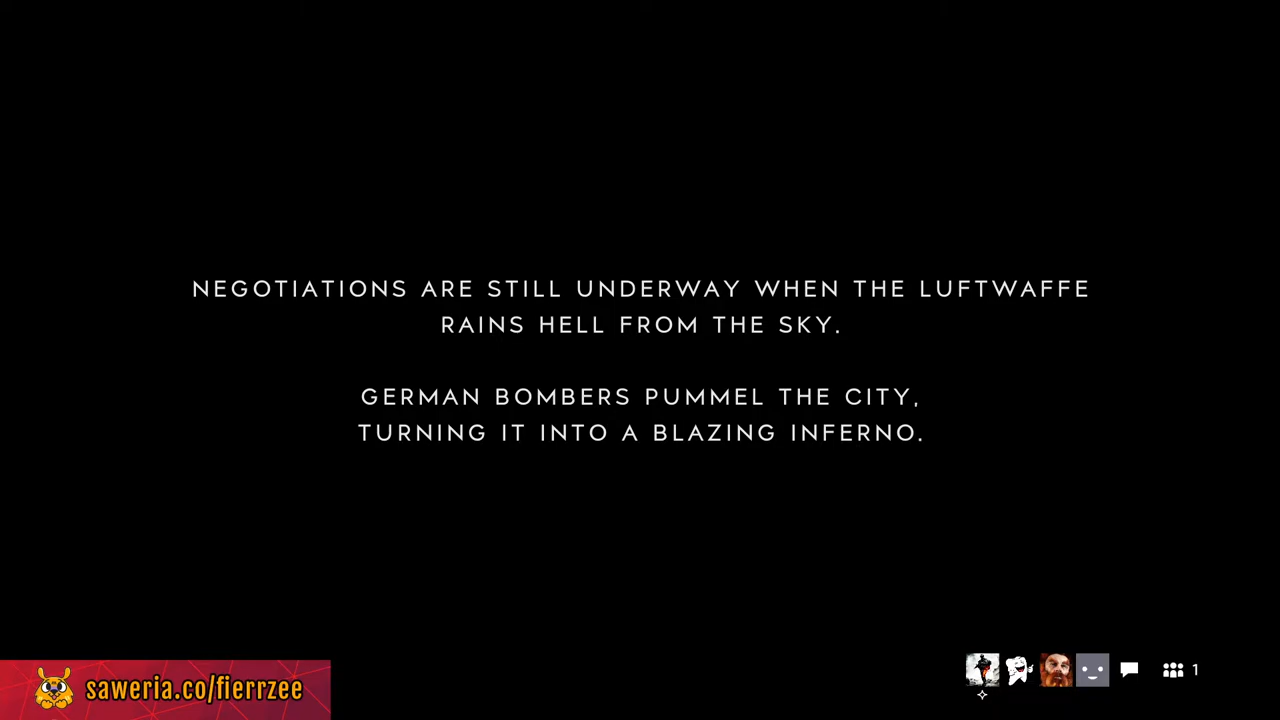 NEGOTIATIONS ARE STILL UNDERWAY WHEN THE LUFTWAFFE
RAINS HELL FROM THE SKY.
GERMAN BOMBERS PUMMEL THE CITY,
TURNING IT INTO A BLAZING INFERNO.
saweria.co/fierrzee
1